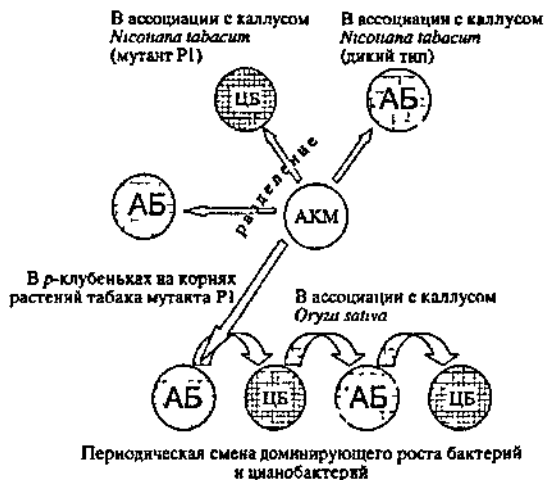 В ассоциации с каллусом
Nicotiana tabacum
(мутант P1)
В ассоциации с каллусом
Nicotiana tabacum
(дикий тип)
ЦБ
АБ
разделение
АБ
АКМ
В р-клубеньках на корнях
растений табака мутанта P1
В ассоциации с каллусом
Oryza sativa
АБ
ЦБ
АБ
ЦБ
Периодическая смена доминирующего роста бактерий
и цианобактерий